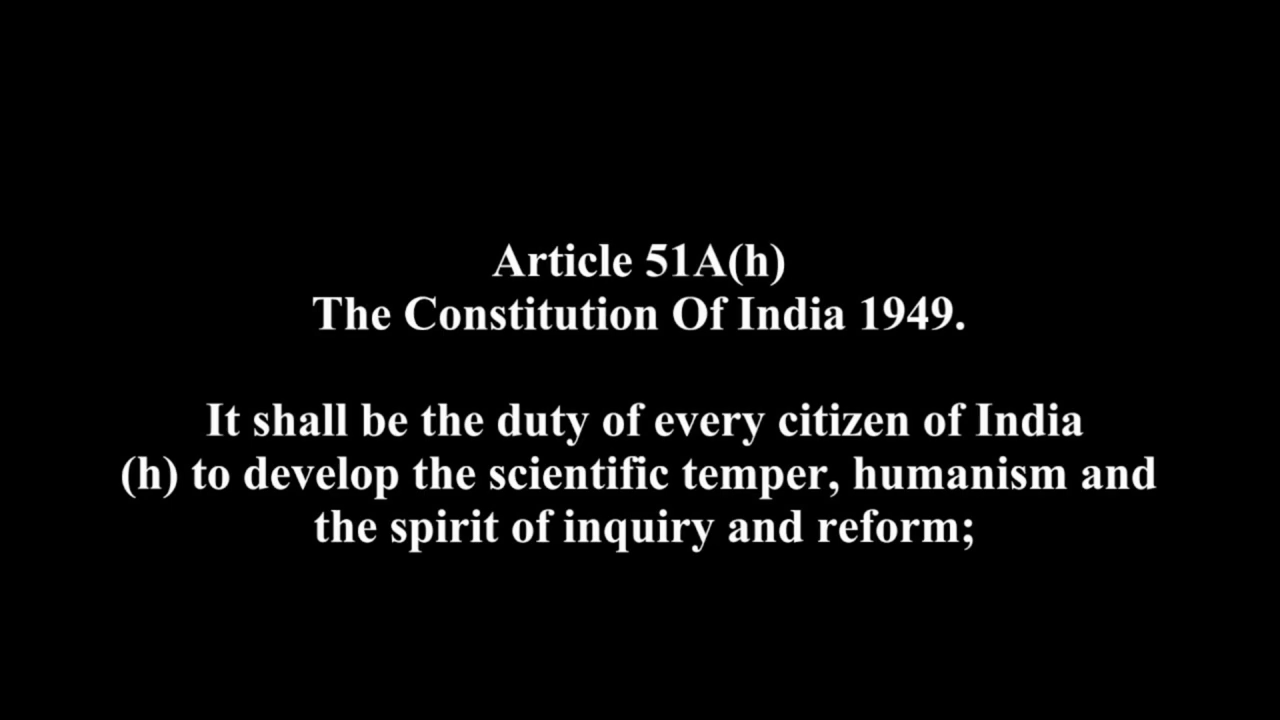 Article 51A(h)
The Constitution Of India 1949.
It shall be the duty of every citizen of India
(h) to develop the scientific temper, humanism and
the spirit of inquiry and reform;